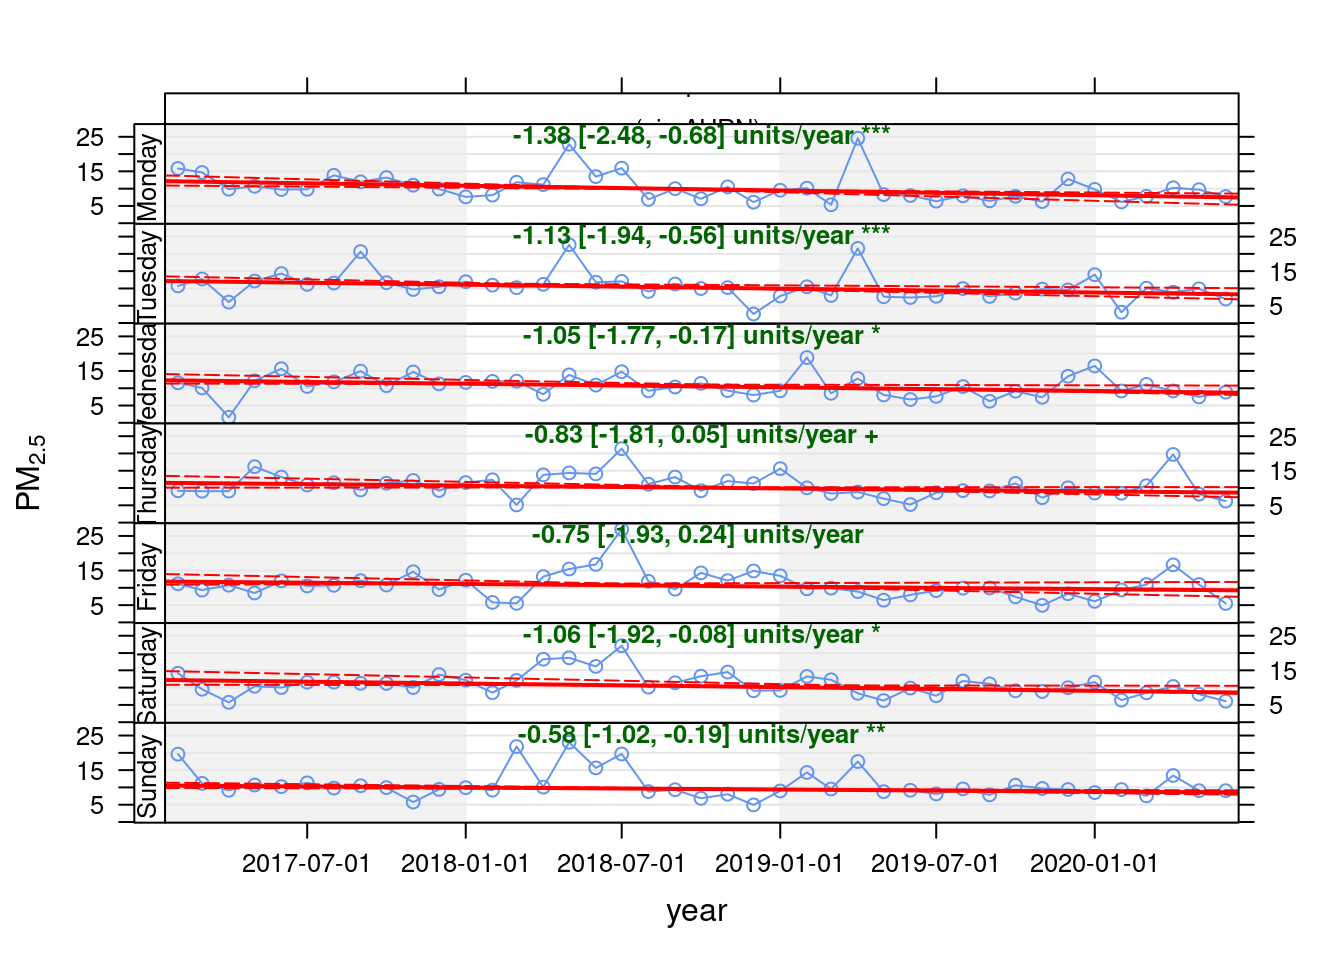 25 15 5 Monday -1.38 [-2.48, -0.68] units/year ***
Tuesday -1.13 [-1.94, -0.56] units/year *** 25 15 5
25 15 5 -1.05 [-1.77, -0.17] units/year *
Thursday -0.83 [-1.81, 0.05] units/year + 25 15 5
25 15 5 Friday -0.75 [-1.93, 0.24] units/year
Saturday -1.06 [-1.92, -0.08] units/year * 25 15 5
25 15 5 Sunday -0.58 [-1.02, -0.19] units/year **
PM2.5
2017-07-01 2018-01-01 2018-07-01 2019-01-01 2019-07-01 2020-01-01
year